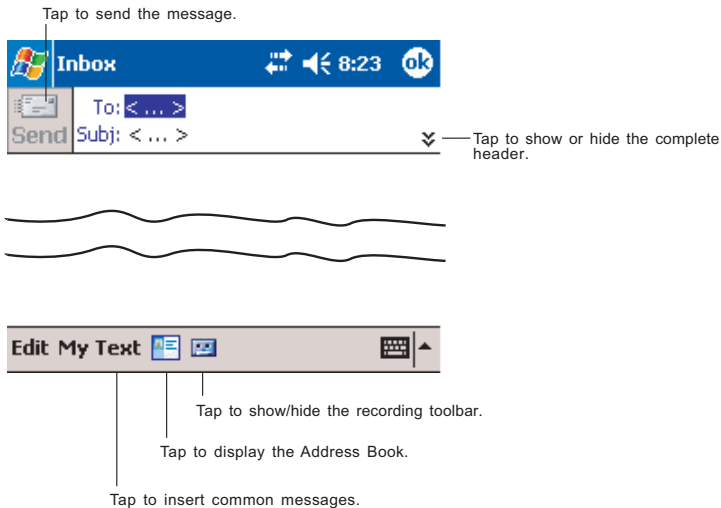 Tap to send the message.
Inbox 8:23 ok
To: < ... >
Send Subj: < ... >
Tap to show or hide the complete
header.
Edit My Text
Tap to show/hide the recording toolbar.
Tap to display the Address Book.
Tap to insert common messages.